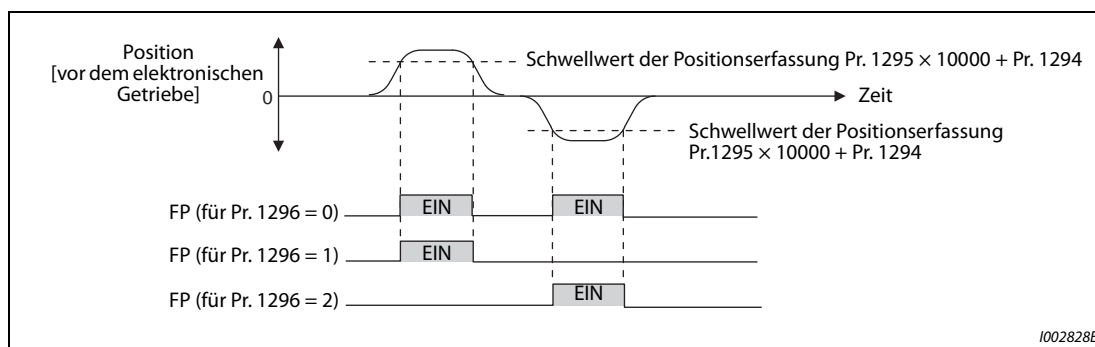 Position
[vor dem elektronischen
Getriebe]
Schwellwert der Positionserfassung Pr. 1295 × 10000 + Pr. 1294
0
Zeit
Schwellwert der Positionserfassung
Pr.1295 × 10000 + Pr. 1294
FP (für Pr. 1296 = 0)
EIN
EIN
FP (für Pr. 1296 = 1)
EIN
FP (für Pr. 1296 = 2)
EIN
I002828E